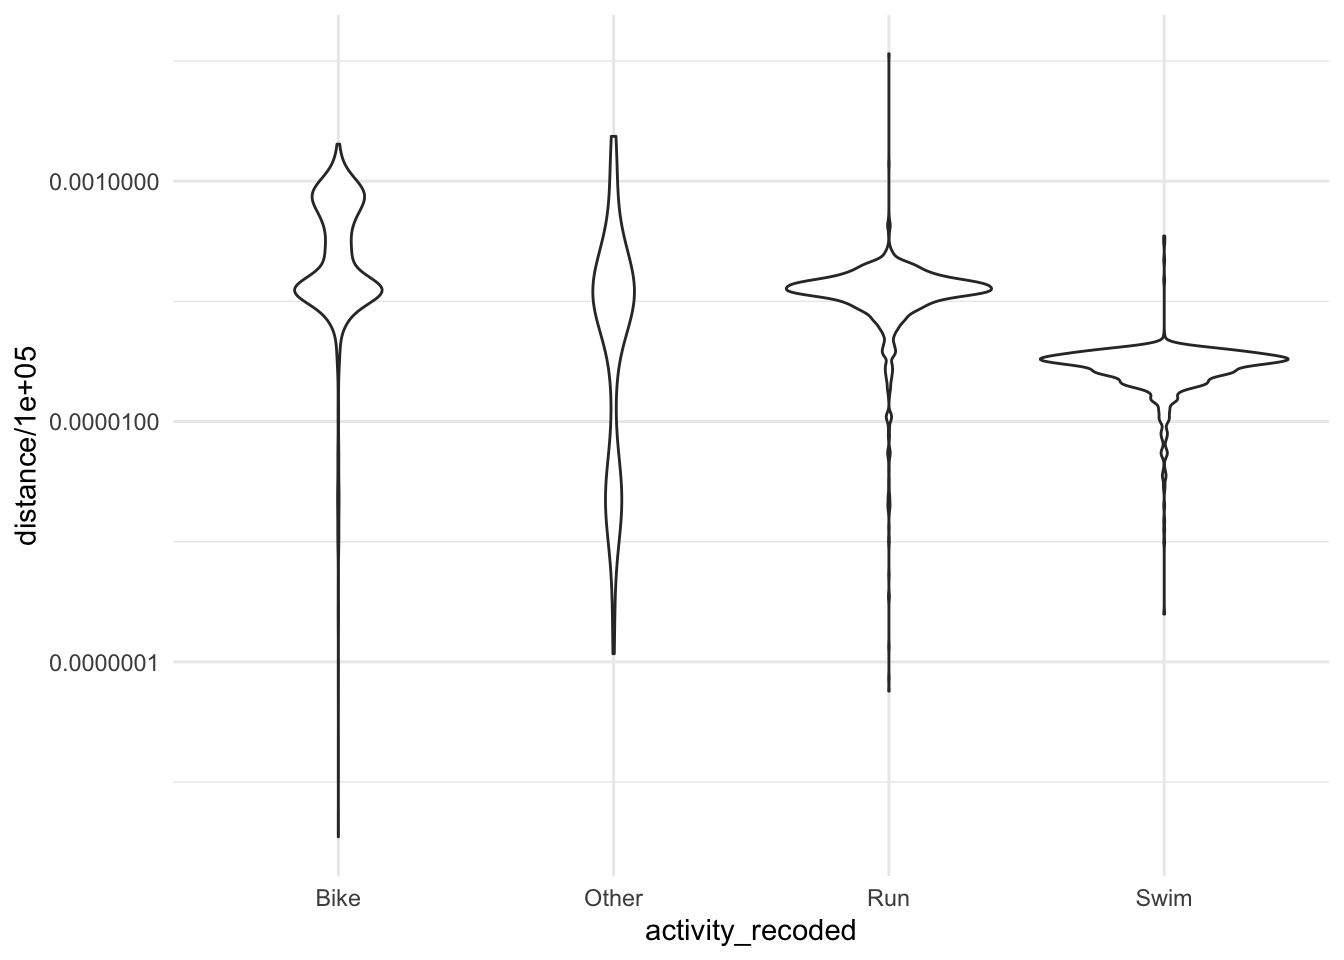 distance/1e+05
0.0010000
0.0000100
0.0000001
Bike
Other
Run
Swim
activity_recoded